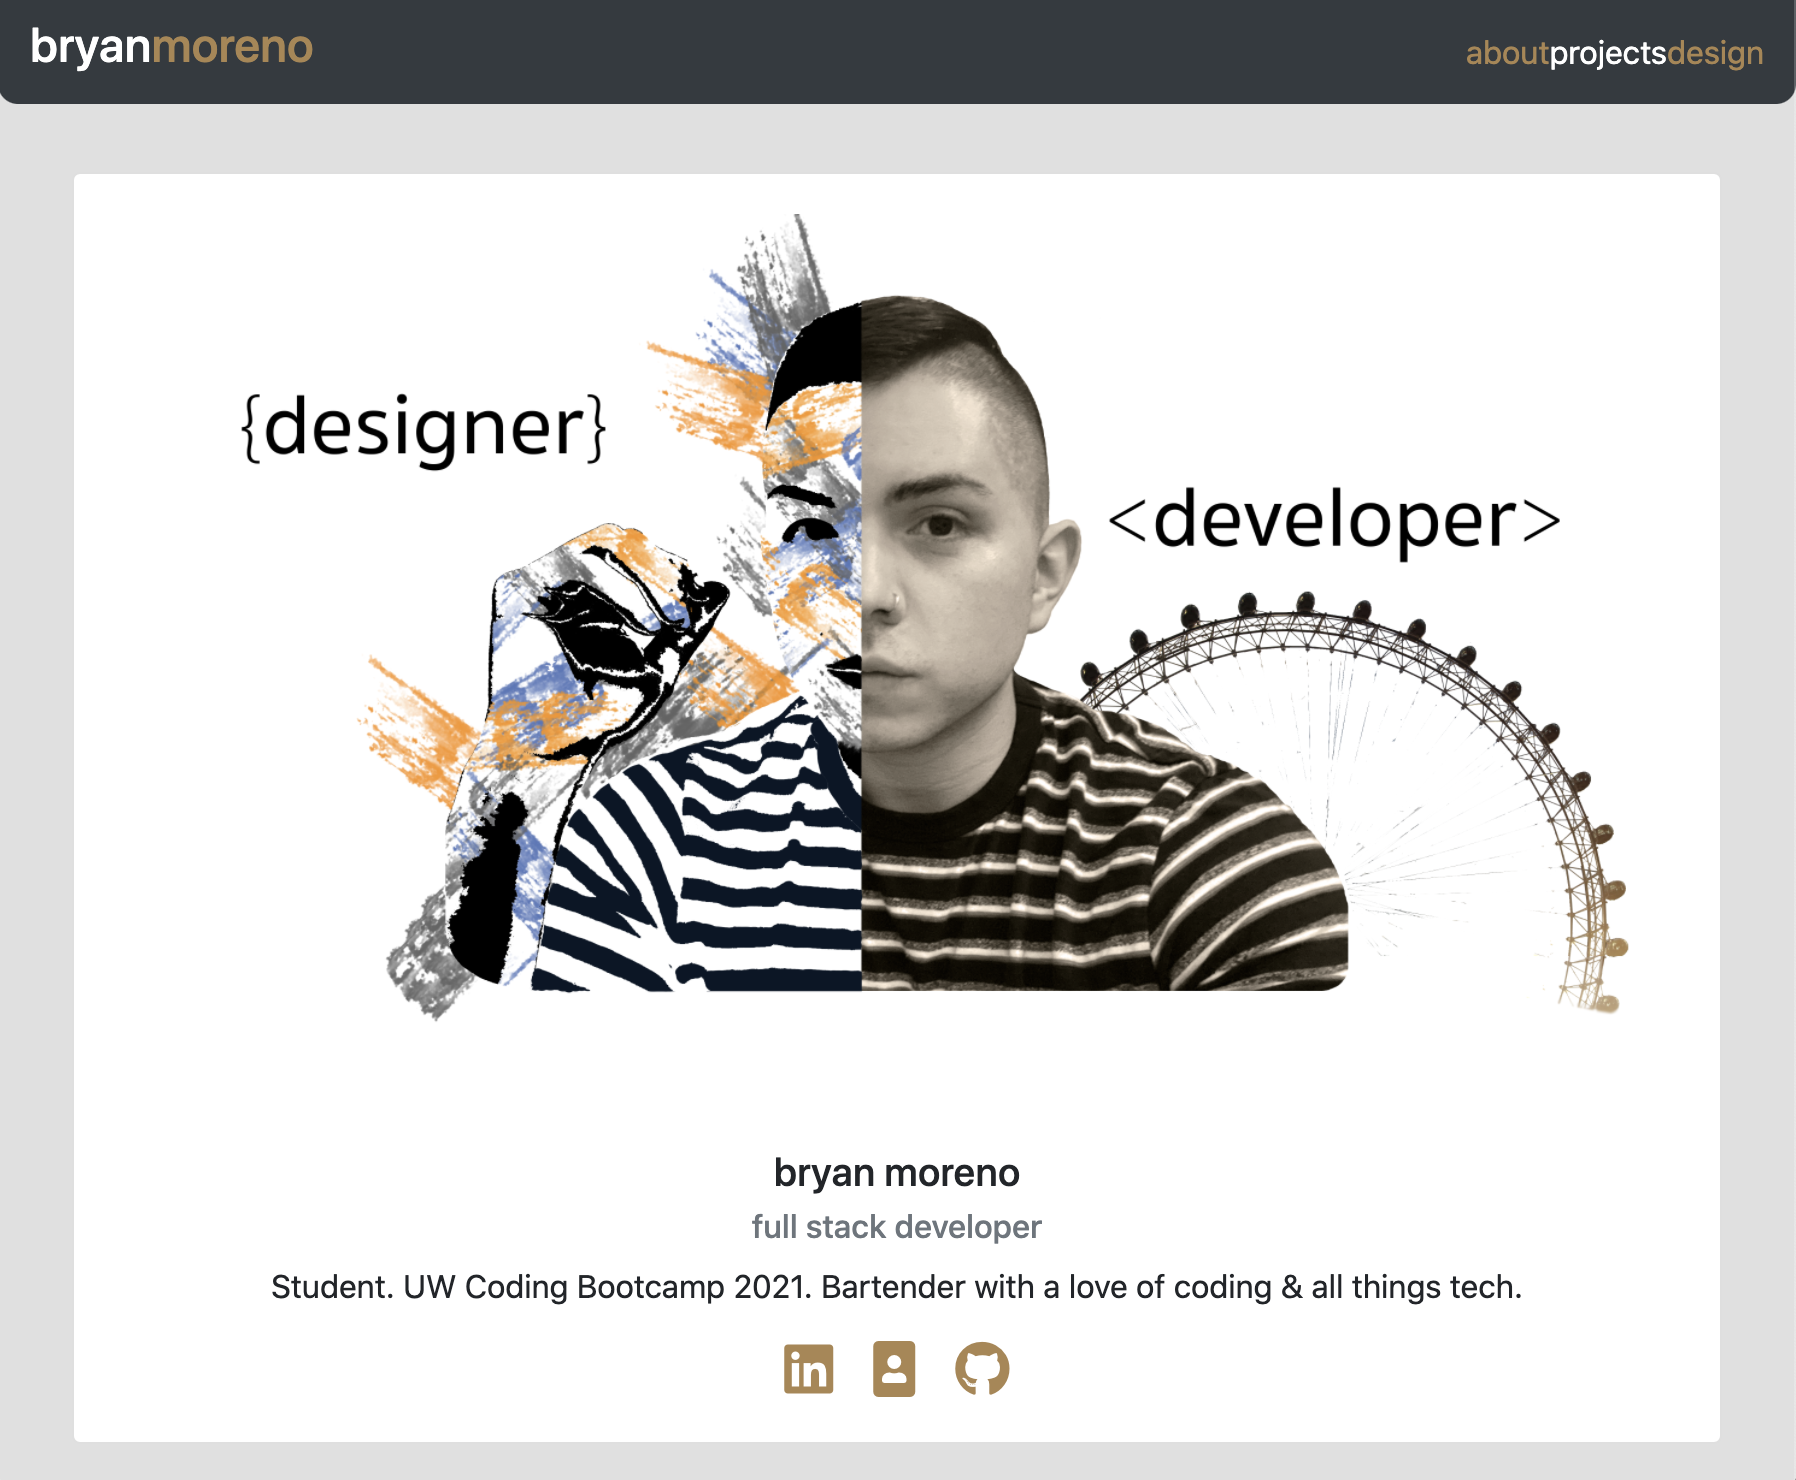 bryanmoreno
aboutprojectsdesign
{designer}
<developer>
bryan moreno
full stack developer
Student. UW Coding Bootcamp 2021. Bartender with a love of coding & all things tech.
in